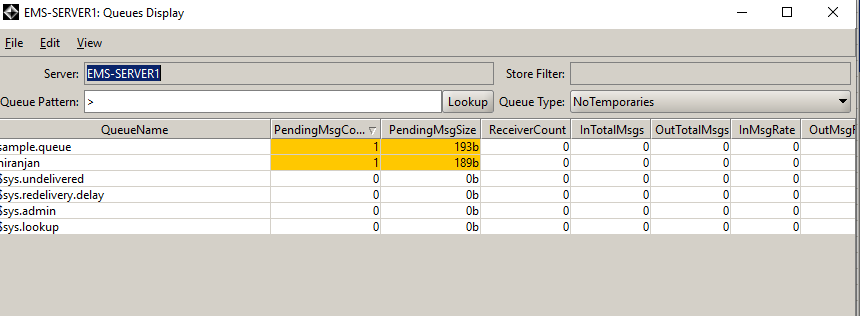 EMS-SERVER1: Queues Display
File Edit View
Server: EMS-SERVER1 Store Filter:
Queue Pattern: > Lookup Queue Type: NoTemporaries
QueueName PendingMsgCo... PendingMsgSize ReceiverCount InTotalMsgs OutTotalMsgs InMsgRate OutMsgR
sample.queue 1 193b 0 0 0 0
niranjan 1 189b 0 0 0 0
$sys.undelivered 0 0b 0 0 0 0
$sys.redelivery.delay 0 0b 0 0 0 0
$sys.admin 0 0b 0 0 0 0
$sys.lookup 0 0b 0 0 0 0